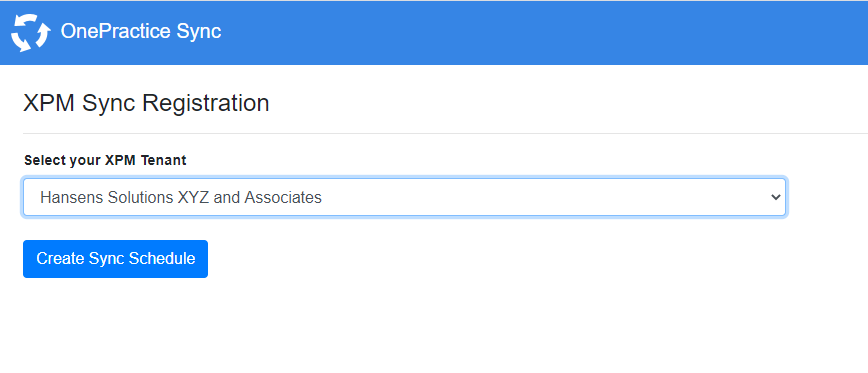 OnePractice Sync
XPM Sync Registration
Select your XPM Tenant
Hansens Solutions XYZ and Associates
Create Sync Schedule